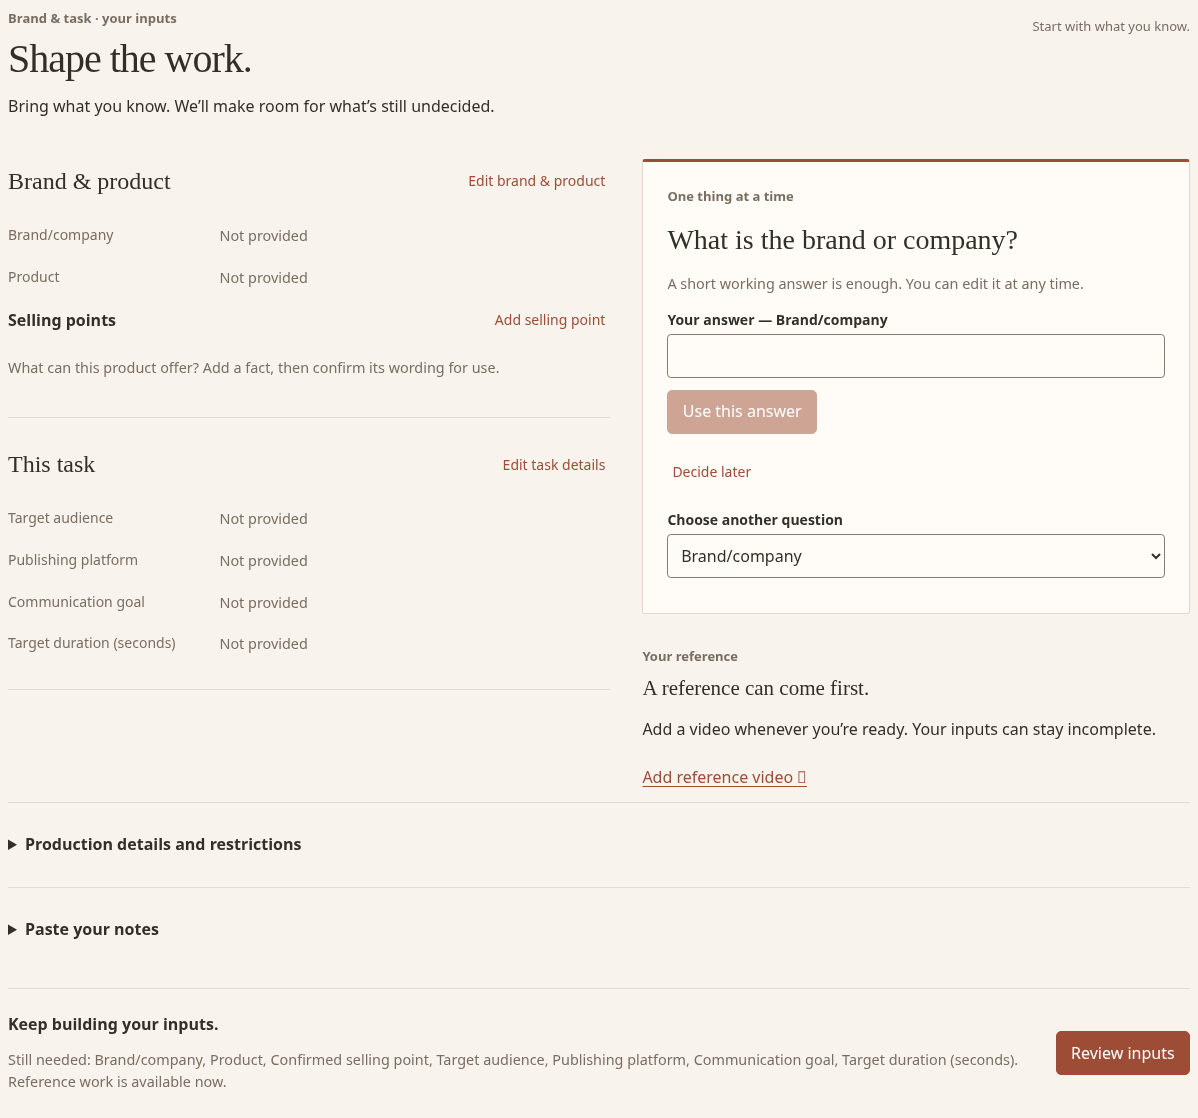 Brand & task · your inputs
Start with what you know.
Shape the work.
Bring what you know. We’ll make room for what’s still undecided.
Brand & product
Edit brand & product
Brand/company
Not provided
Product
Not provided
Selling points
Add selling point
What can this product offer? Add a fact, then confirm its wording for use.
This task
Edit task details
Target audience
Not provided
Publishing platform
Not provided
Communication goal
Not provided
Target duration (seconds)
Not provided
One thing at a time
What is the brand or company?
A short working answer is enough. You can edit it at any time.
Your answer — Brand/company
Use this answer
Decide later
Choose another question
Brand/company
Your reference
A reference can come first.
Add a video whenever you’re ready. Your inputs can stay incomplete.
Add reference video
Production details and restrictions
Paste your notes
Keep building your inputs.
Still needed: Brand/company, Product, Confirmed selling point, Target audience, Publishing platform, Communication goal, Target duration (seconds).
Reference work is available now.
Review inputs